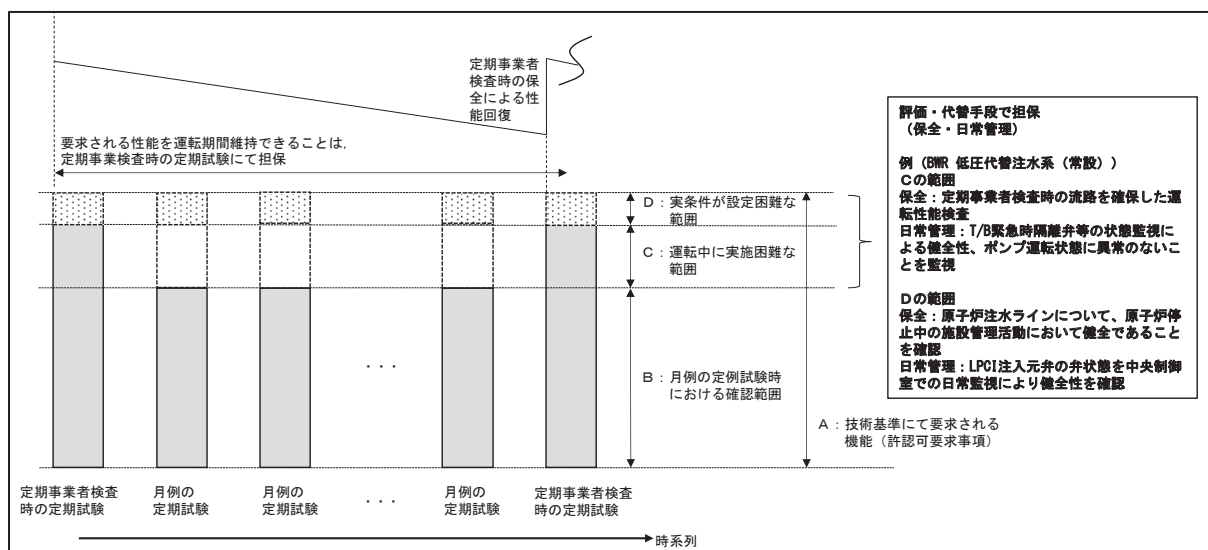 定期事業者
検査時の保
全による性
能回復
要求される性能を運転期間維持できることは,
定期事業検査時の定期試験にて担保
D：実条件が設定困難な
範囲
C：運転中に実施困難な
範囲
B：月例の定例試験時
における確認範囲
A：技術基準にて要求される
機能（許認可要求事項）
・・・
定期事業者検査
時の定期試験
月例の
定期試験
月例の
定期試験
・・・
月例の
定期試験
定期事業者検査
時の定期試験
時系列
評価・代替手段で担保
（保全・日常管理）
例（BWR 低圧代替注水系（常設））
Cの範囲
保全：定期事業者検査時の流路を確保した運
転性能検査
日常管理：T/B緊急時隔離弁等の状態監視に
よる健全性、ポンプ運転状態に異常のないこ
とを監視
Dの範囲
保全：原子炉注水ラインについて、原子炉停
止中の施設管理活動において健全であること
を確認
日常管理：LPCI注入元弁の弁状態を中央制御
室での日常監視により健全性を確認